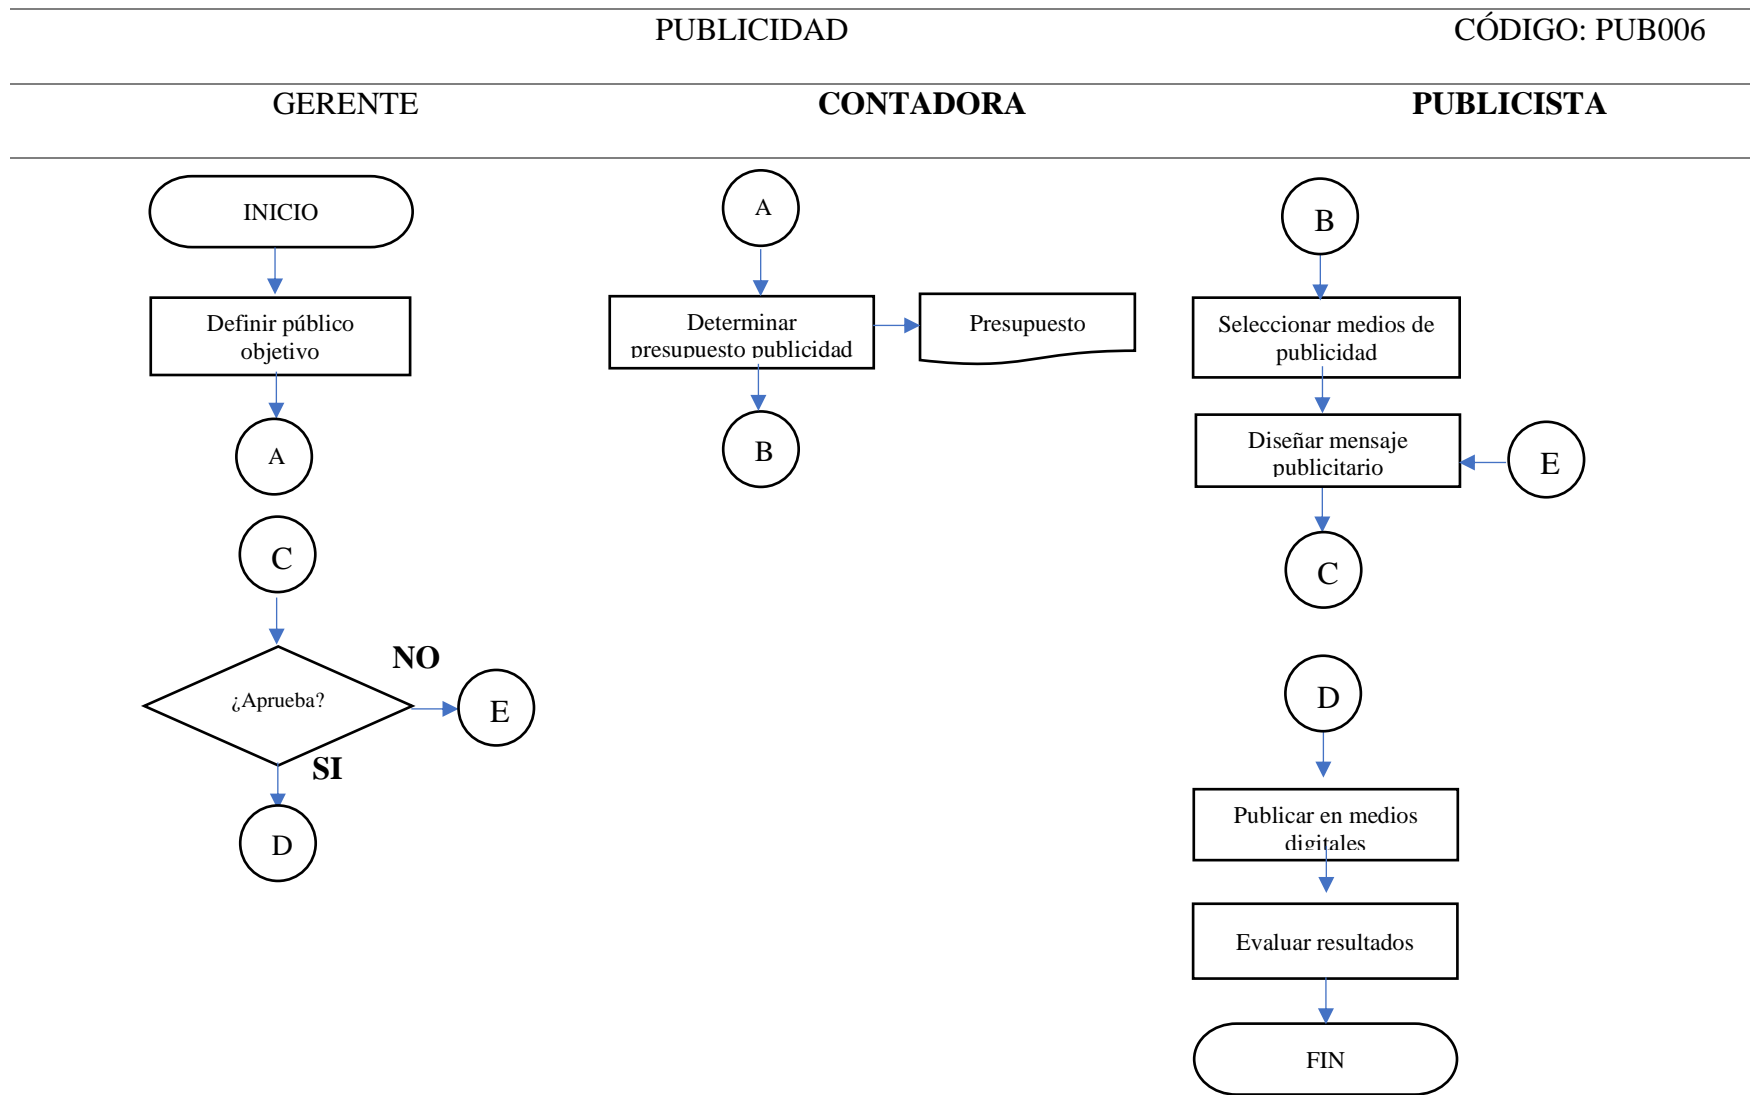 PUBLICIDAD
CÓDIGO: PUB006
GERENTE
CONTADORA
PUBLICISTA
INICIO
Definir público
objetivo
A
C
¿Aprueba?
NO
E
SI
D
A
Determinar
presupuesto publicidad
Presupuesto
B
B
Seleccionar medios de
publicidad
Diseñar mensaje
publicitario
E
C
D
Publicar en medios
digitales
Evaluar resultados
FIN